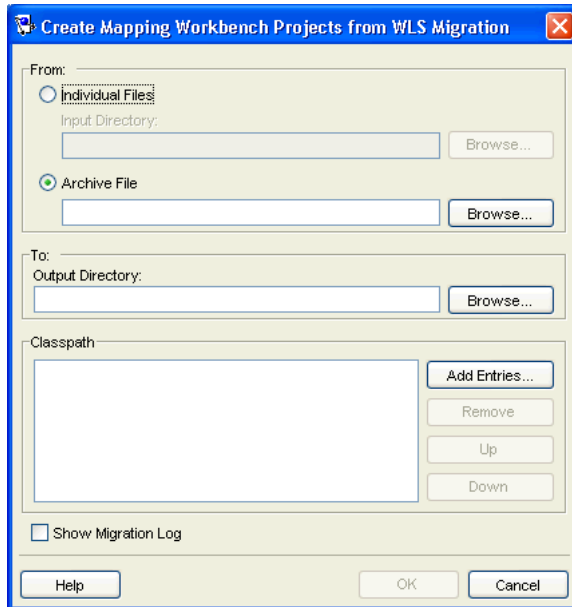 Create Mapping Workbench Projects from WLS Migration
From:
Individual Files
Input Directory:
Browse...
Archive File
Browse...
To:
Output Directory:
Browse...
Classpath
Add Entries...
Remove
Up
Down
Show Migration Log
Help
OK
Cancel